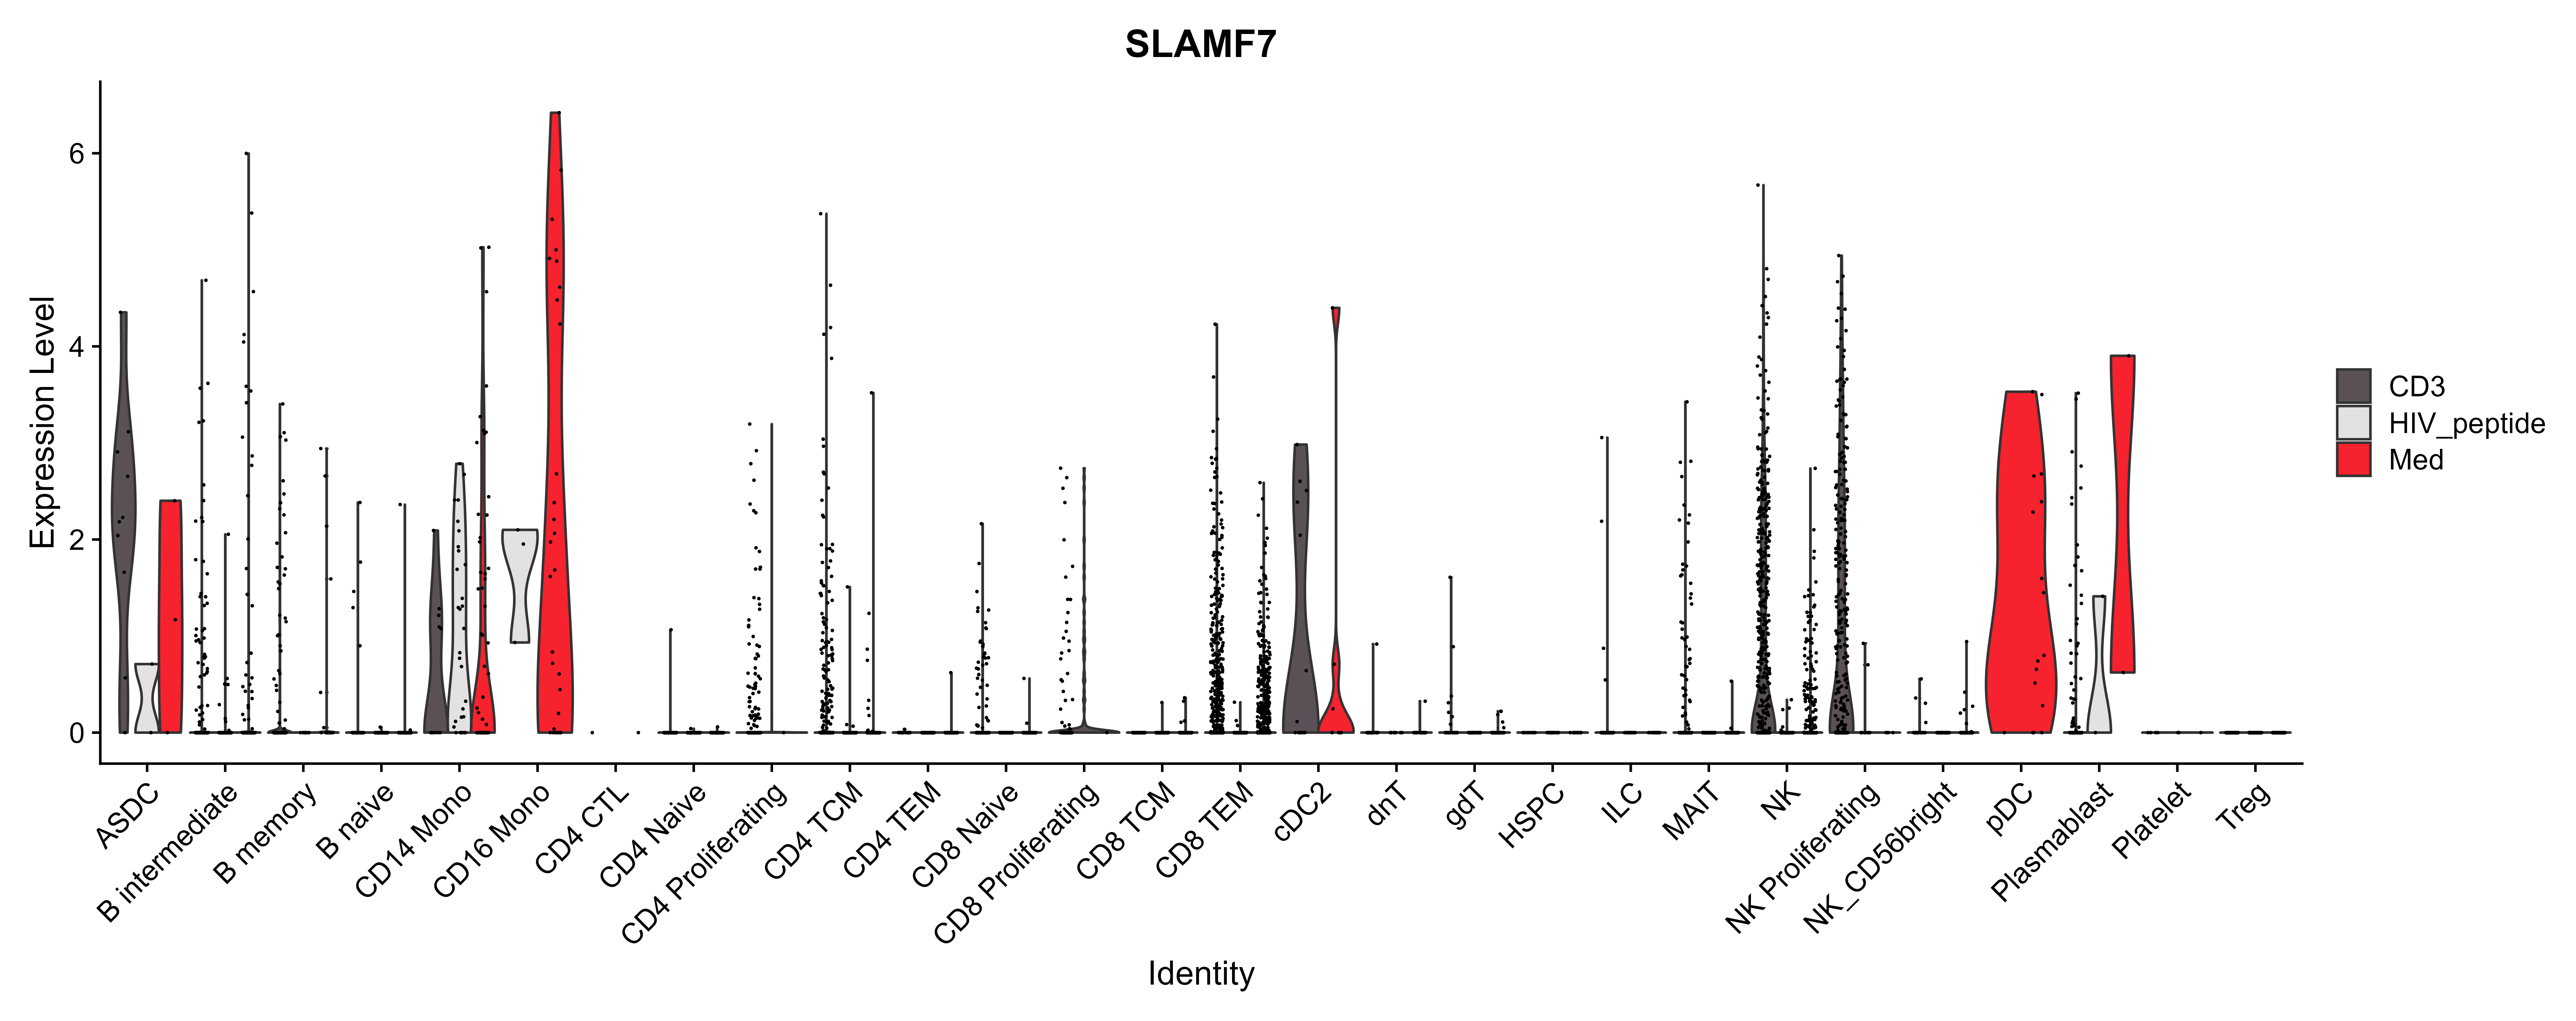 SLAMF7
Expression Level
6
4
2
0
ASDC
B intermediate
B memory
B naive
CD14 Mono
CD16 Mono
CD4 CTL
CD4 Naive
CD4 Proliferating
CD4 TCM
CD4 TEM
CD8 Naive
CD8 Proliferating
CD8 TCM
CD8 TEM
cDC2
dnT
gdT
HSPC
ILC
MAIT
NK
NK Proliferating
NK_CD56bright
pDC
Plasmablast
Platelet
Treg
Identity
CD3
HIV_peptide
Med